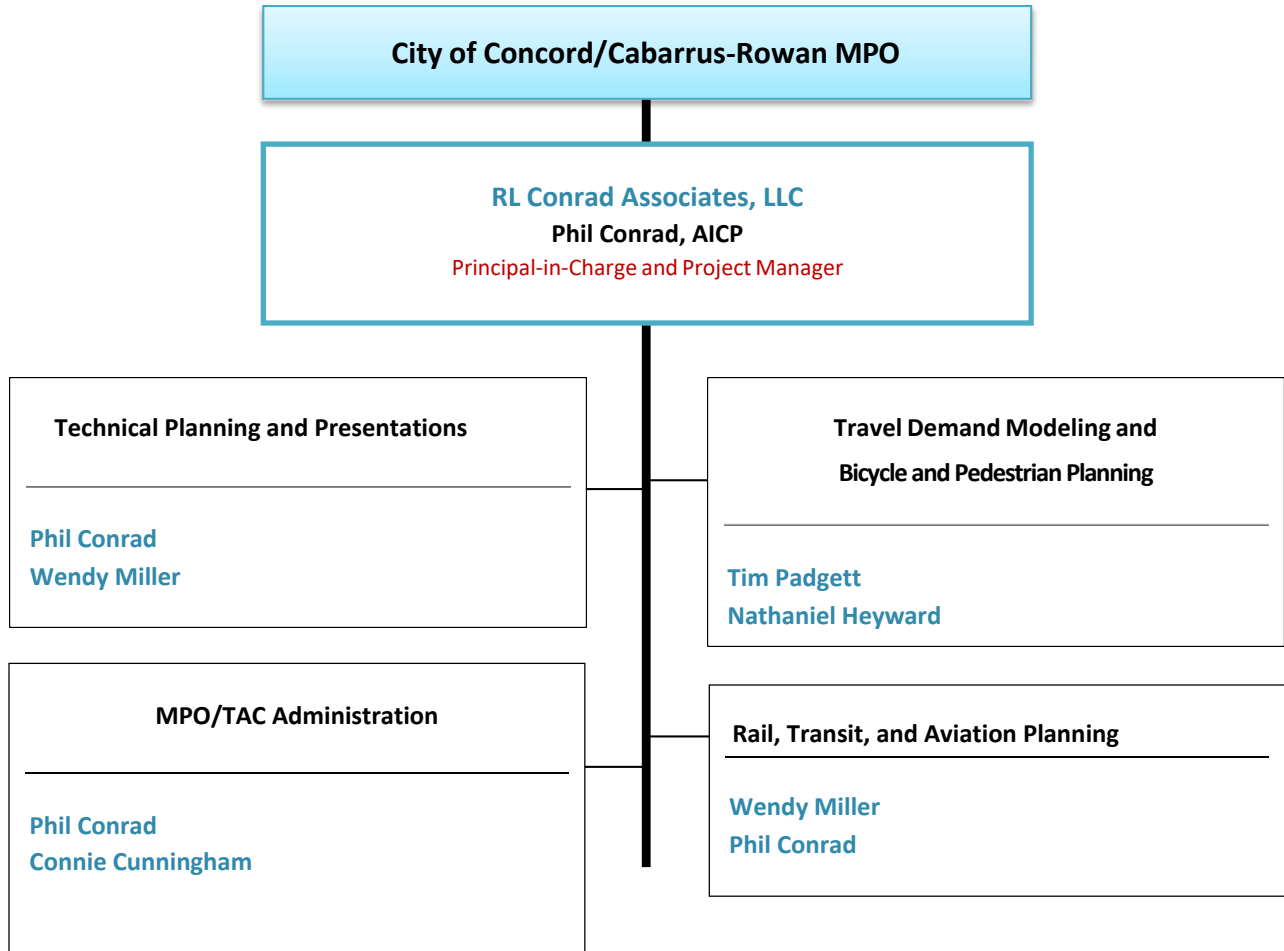 City of Concord/Cabarrus-Rowan MPO
RL Conrad Associates, LLC
Phil Conrad, AICP
Principal-in-Charge and Project Manager
Technical Planning and Presentations
Phil Conrad
Wendy Miller
Travel Demand Modeling and
Bicycle and Pedestrian Planning
Tim Padgett
Nathaniel Heyward
MPO/TAC Administration
Phil Conrad
Connie Cunningham
Rail, Transit, and Aviation Planning
Wendy Miller
Phil Conrad